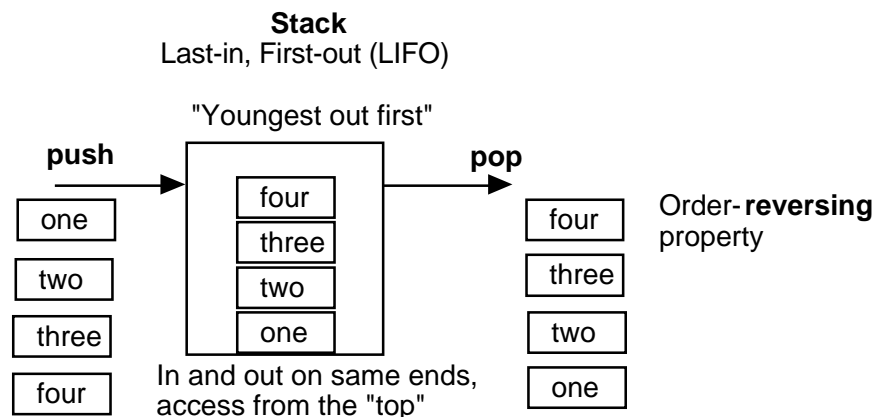 Stack
Last-in, First-out (LIFO)
"Youngest out first"
push
one
two
three
four
four
three
two
one
In and out on same ends,
access from the "top"
pop
four
three
two
one
Order-reversing
property